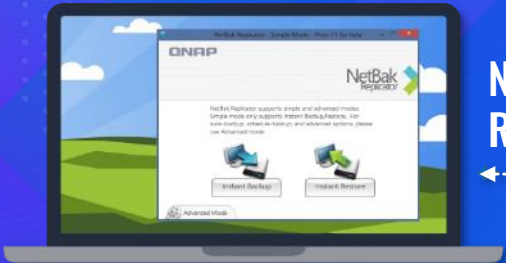 NetBak Replicator - Simple Mode - Press F1 for help
QNAP
NetBak
Replicator
NetBak Replicator supports simple and advanced modes.
Simple mode only supports Instant Backup/Restore. For
auto-backup, schedule-backup, and advanced options, please
use Advanced mode.
Instant Backup
Instant Restore
Advanced Mode
N
R